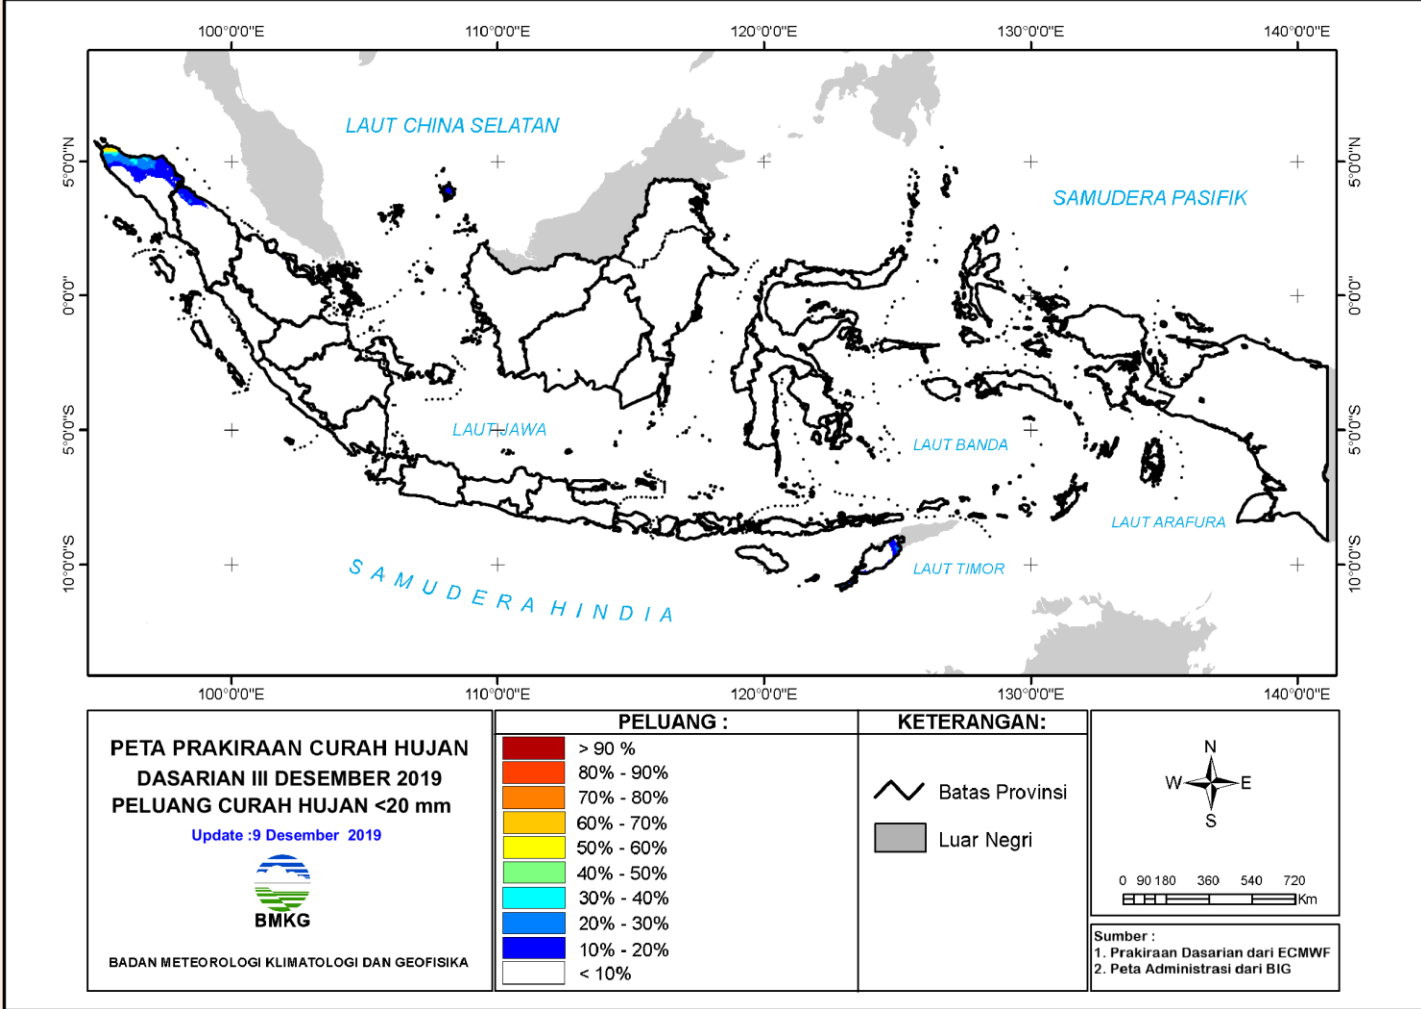 100°0'0"E
110°0'0"E
120°0'0"E
130°0'0"E
140°0'0"E
5°0'0"N
0°0'0"
5°0'0"S
10°0'0"S
5°0'0"N
0°0'0"
5°0'0"S
10°0'0"S
LAUT CHINA SELATAN
SAMUDERA PASIFIK
LAUT JAWA
LAUT BANDA
LAUT ARAFURA
LAUT TIMOR
SAMUDERA HINDIA
100°0'0"E
110°0'0"E
120°0'0"E
130°0'0"E
140°0'0"E
PETA PRAKIRAAN CURAH HUJAN
DASARIAN III DESEMBER 2019
PELUANG CURAH HUJAN <20 mm
Update :9 Desember 2019
BMKG
BADAN METEOROLOGI KLIMATOLOGI DAN GEOFISIKA
PELUANG :
> 90 %
80% - 90%
70% - 80%
60% - 70%
50% - 60%
40% - 50%
30% - 40%
20% - 30%
10% - 20%
< 10%
KETERANGAN:
Batas Provinsi
Luar Negri
N
W E
S
0 90 180 360 540 720
Km
Sumber :
1. Prakiraan Dasarian dari ECMWF
2. Peta Administrasi dari BIG